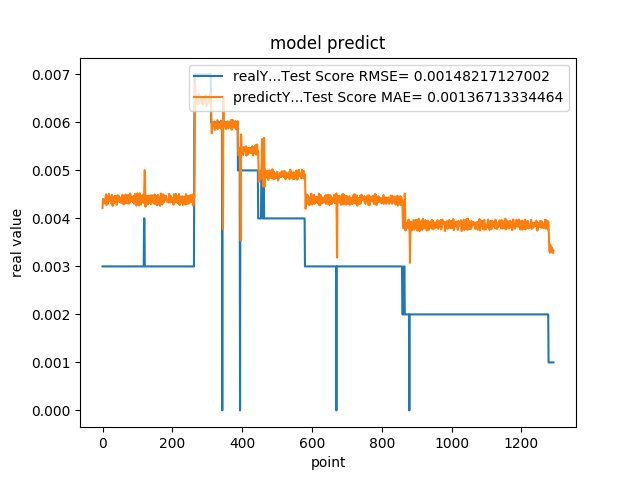 model predict
realY...Test Score RMSE= 0.00148217127002
predictY...Test Score MAE= 0.00136713334464
0.007
0.006
0.005
0.004
0.003
0.002
0.001
0.000
real value
0 200 400 600 800 1000 1200
point